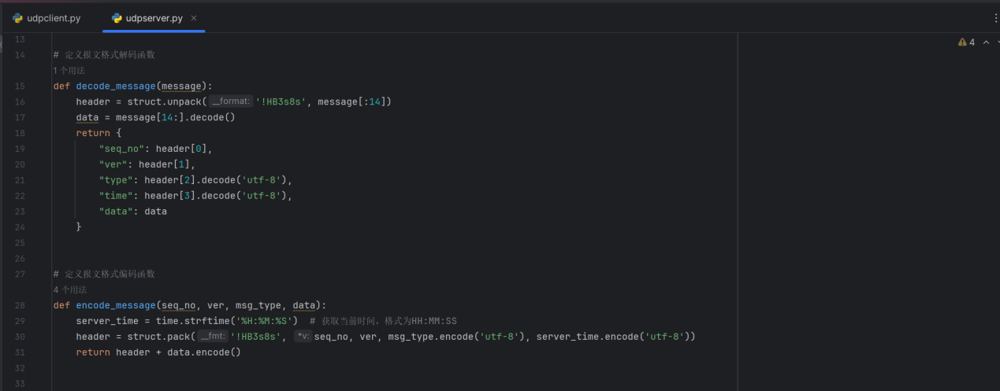 udpclient.py
udpserver.py
4
13
14 # 定义报文格式解码函数
1 个用法
15 def decode_message(message):
16 header = struct.unpack( __format: '!HB3s8s', message[:14])
17 data = message[14:].decode()
18 return {
19 "seq_no": header[0],
20 "ver": header[1],
21 "type": header[2].decode('utf-8'),
22 "time": header[3].decode('utf-8'),
23 "data": data
24 }
25
26
27 # 定义报文格式编码函数
4 个用法
28 def encode_message(seq_no, ver, msg_type, data):
29 server_time = time.strftime('%H:%M:%S') # 获取当前时间，格式为HH:MM:SS
30 header = struct.pack( __fmt: '!HB3s8s', *v: seq_no, ver, msg_type.encode('utf-8'), server_time.encode('utf-8'))
31 return header + data.encode()
32
33